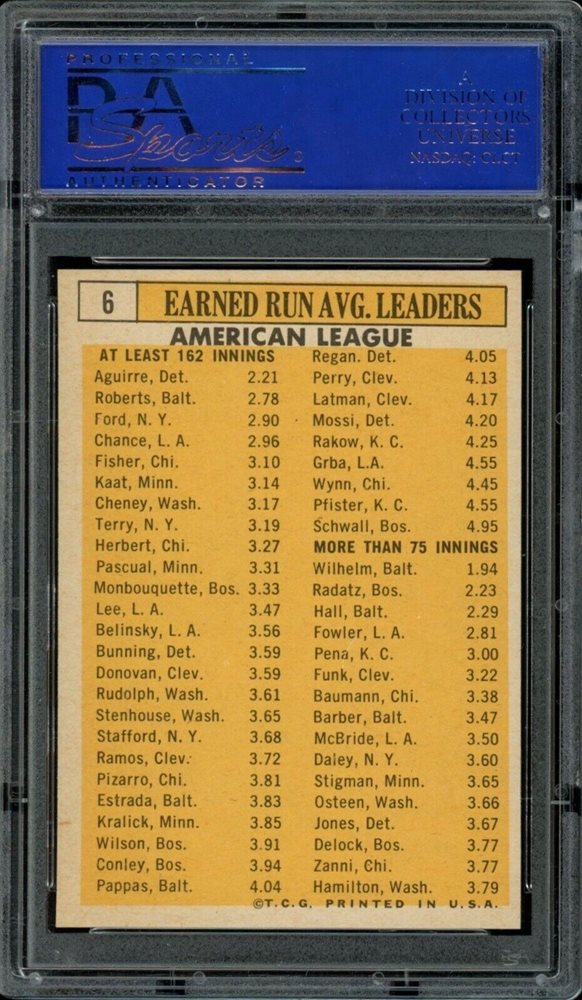 PROFESSIONAL
PSA
Sports
AUTHENTICATOR
A
DIVISION OF
COLLECTORS
UNIVERSE
NASDAQ: CLCT
6 EARNED RUN AVG. LEADERS
AMERICAN LEAGUE
AT LEAST 162 INNINGS
Aguirre, Det. 2.21
Roberts, Balt. 2.78
Ford, N. Y. 2.90
Chance, L. A. 2.96
Fisher, Chi. 3.10
Kaat, Minn. 3.14
Cheney, Wash. 3.17
Terry, N. Y. 3.19
Herbert, Chi. 3.27
Pascual, Minn. 3.31
Monbouquette, Bos. 3.33
Lee, L. A. 3.47
Belinsky, L. A. 3.56
Bunning, Det. 3.59
Donovan, Clev. 3.59
Rudolph, Wash. 3.61
Stenhouse, Wash. 3.65
Stafford, N. Y. 3.68
Ramos, Clev. 3.72
Pizarro, Chi. 3.81
Estrada, Balt. 3.83
Kralick, Minn. 3.85
Wilson, Bos. 3.91
Conley, Bos. 3.94
Pappas, Balt. 4.04
Regan. Det. 4.05
Perry, Clev. 4.13
Latman, Clev. 4.17
Mossi, Det. 4.20
Rakow, K. C. 4.25
Grba, L.A. 4.55
Wynn, Chi. 4.45
Pfister, K. C. 4.55
Schwall, Bos. 4.95
MORE THAN 75 INNINGS
Wilhelm, Balt. 1.94
Radatz, Bos. 2.23
Hall, Balt. 2.29
Fowler, L. A. 2.81
Pena, K. C. 3.00
Funk, Clev. 3.22
Baumann, Chi. 3.38
Barber, Balt. 3.47
McBride, L. A. 3.50
Daley, N. Y. 3.60
Stigman, Minn. 3.65
Osteen, Wash. 3.66
Jones, Det. 3.67
Delock, Bos. 3.77
Zanni, Chi. 3.77
Hamilton, Wash. 3.79
©T.C.G. PRINTED IN U.S.A.